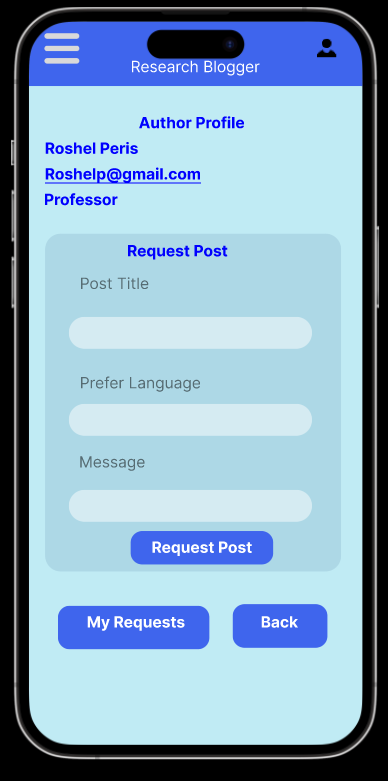 Research Blogger
Author Profile
Roshel Peris
Roshelp@gmail.com
Professor
Request Post
Post Title
Prefer Language
Message
Request Post
My Requests
Back